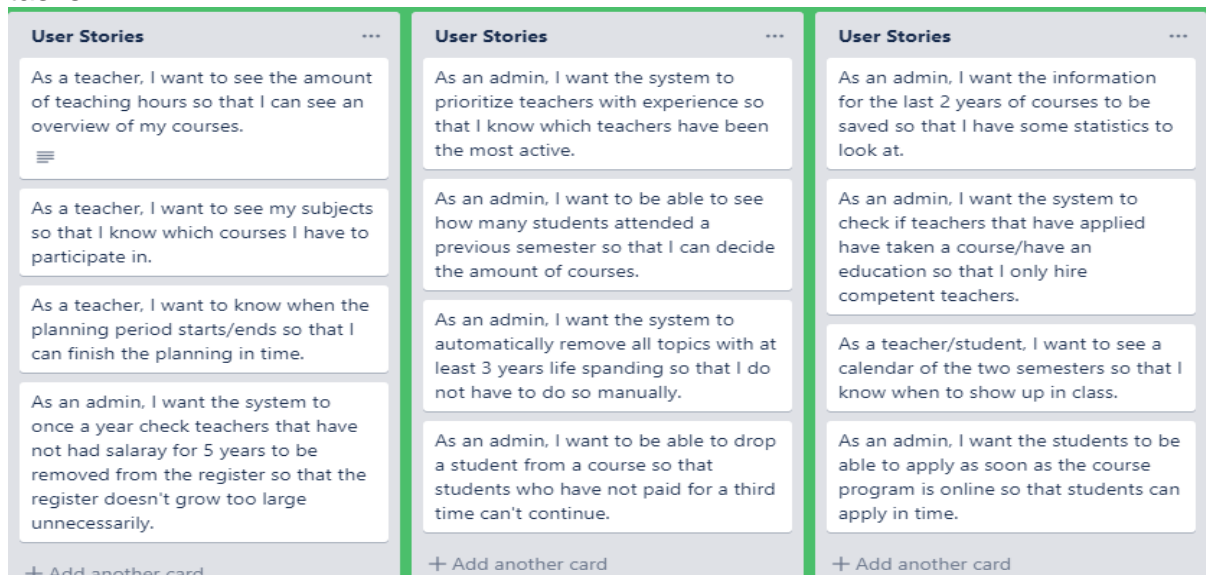 User Stories
As a teacher, I want to see the amount
of teaching hours so that I can see an
overview of my courses.
As a teacher, I want to see my subjects
so that I know which courses I have to
participate in.
As a teacher, I want to know when the
planning period starts/ends so that I
can finish the planning in time.
As an admin, I want the system to
once a year check teachers that have
not had salaray for 5 years to be
removed from the register so that the
register doesn't grow too large
unnecessarily.
+ Add another card
User Stories
As an admin, I want the system to
prioritize teachers with experience so
that I know which teachers have been
the most active.
As an admin, I want to be able to see
how many students attended a
previous semester so that I can decide
the amount of courses.
As an admin, I want the system to
automatically remove all topics with at
least 3 years life spanding so that I do
not have to do so manually.
As an admin, I want to be able to drop
a student from a course so that
students who have not paid for a third
time can't continue.
+ Add another card
User Stories
As an admin, I want the information
for the last 2 years of courses to be
saved so that I have some statistics to
look at.
As an admin, I want the system to
check if teachers that have applied
have taken a course/have an
education so that I only hire
competent teachers.
As a teacher/student, I want to see a
calendar of the two semesters so that I
know when to show up in class.
As an admin, I want the students to be
able to apply as soon as the course
program is online so that students can
apply in time.
+ Add another card